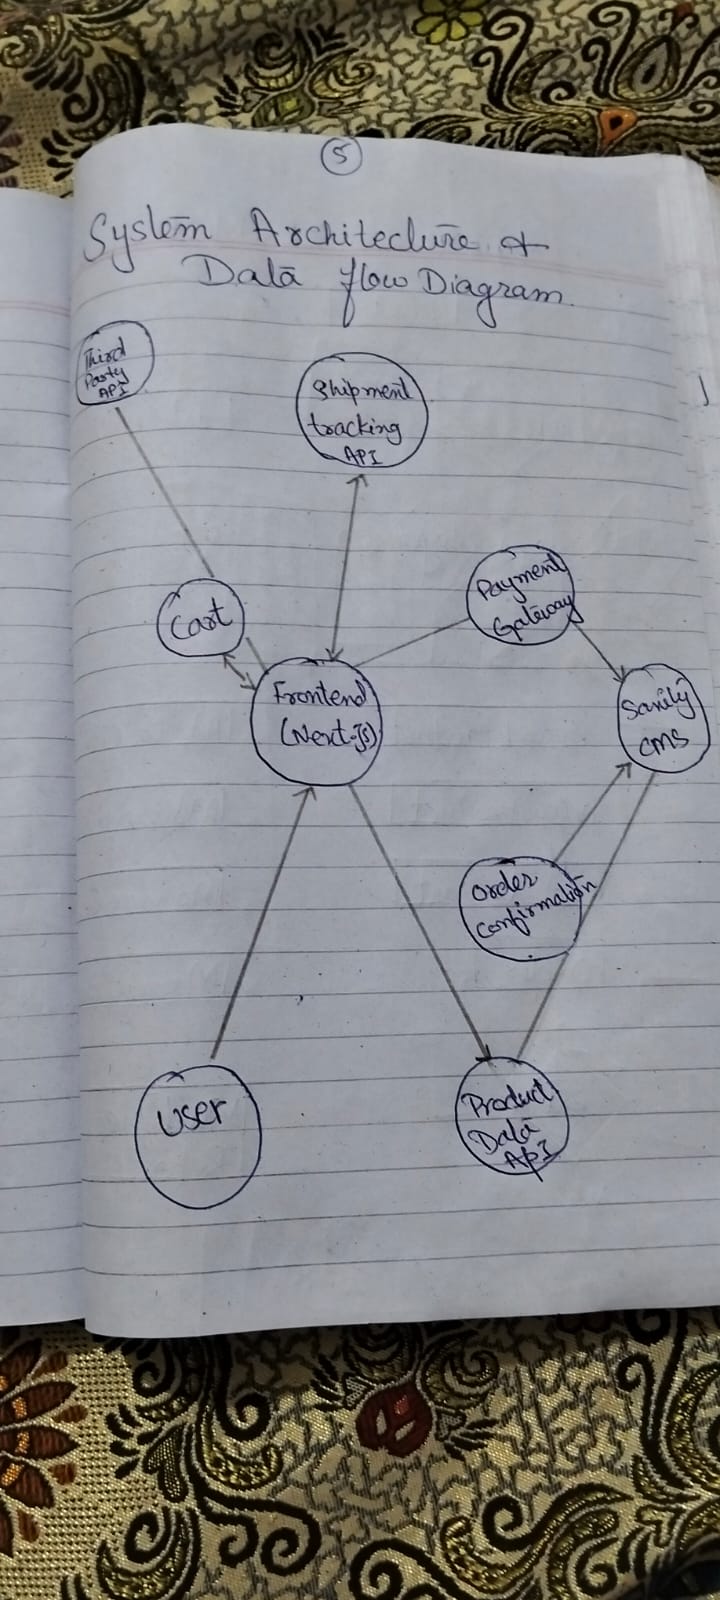 5
System Architecture &
Data flow Diagram.
Third
Party
API
Shipment
tracking
API
Payment
Gateway
Cart
Frontend
(Next-Js)
Sanity
CMS
Order
Confirmation
User
Product
Data
API